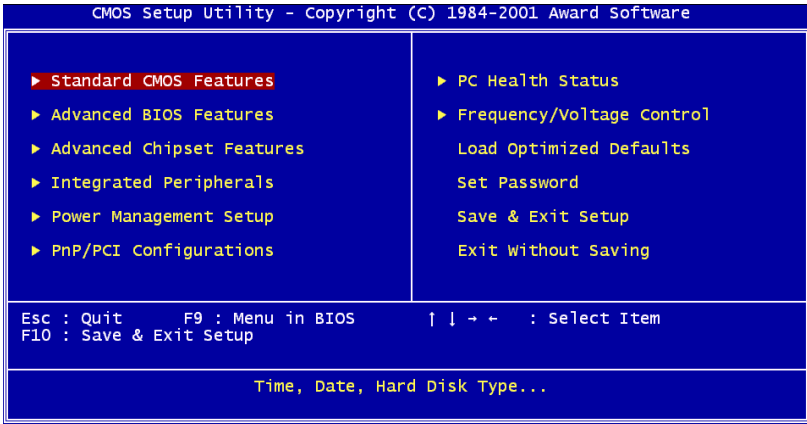 CMOS Setup Utility - Copyright (C) 1984-2001 Award Software
▶ Standard CMOS Features
▶ Advanced BIOS Features
▶ Advanced Chipset Features
▶ Integrated Peripherals
▶ Power Management Setup
▶ PnP/PCI Configurations
▶ PC Health Status
▶ Frequency/Voltage Control
Load Optimized Defaults
Set Password
Save & Exit Setup
Exit Without Saving
Esc : Quit F9 : Menu in BIOS ↑ ↓ → ← : Select Item
F10 : Save & Exit Setup
Time, Date, Hard Disk Type...